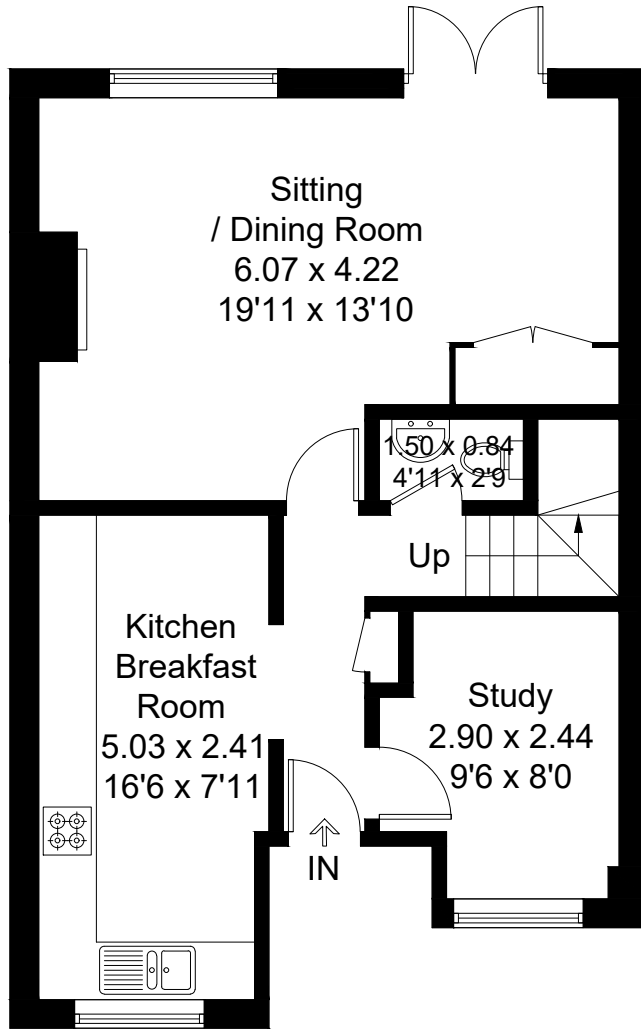 Sitting
/ Dining Room
6.07 x 4.22
19'11 x 13'10
1.50 x 0.84
4'11 x 2'9
Up
Kitchen
Breakfast
Room
5.03 x 2.41
16'6 x 7'11
Study
2.90 x 2.44
9'6 x 8'0
IN